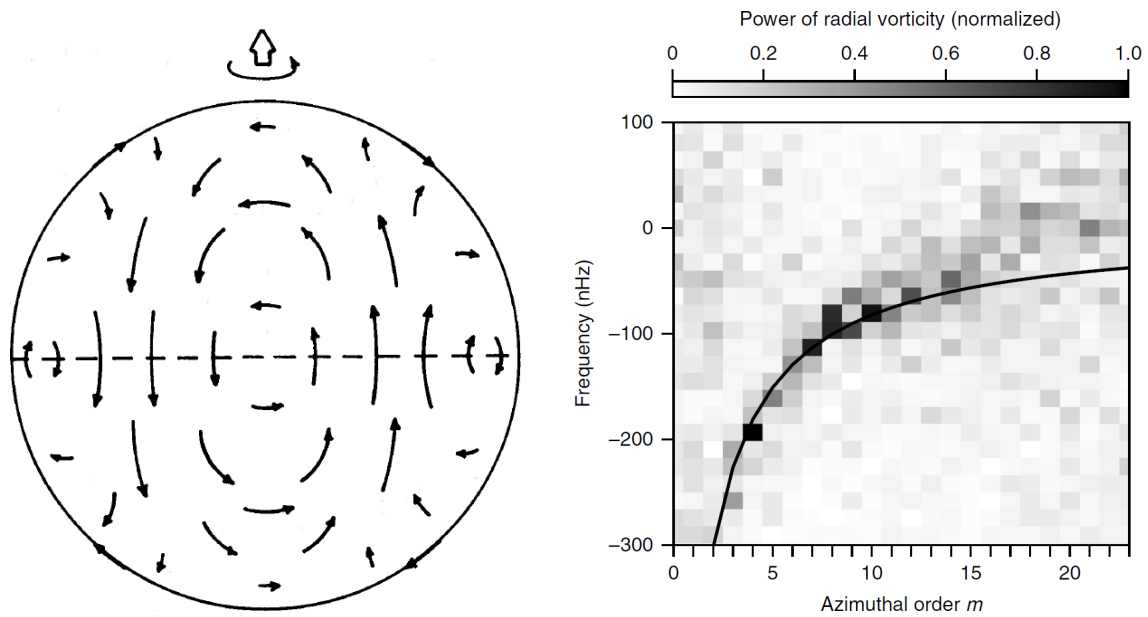 Power of radial vorticity (normalized)
0 0.2 0.4 0.6 0.8 1.0
100
0
−100
−200
−300
Frequency (nHz)
0 5 10 15 20
Azimuthal order m